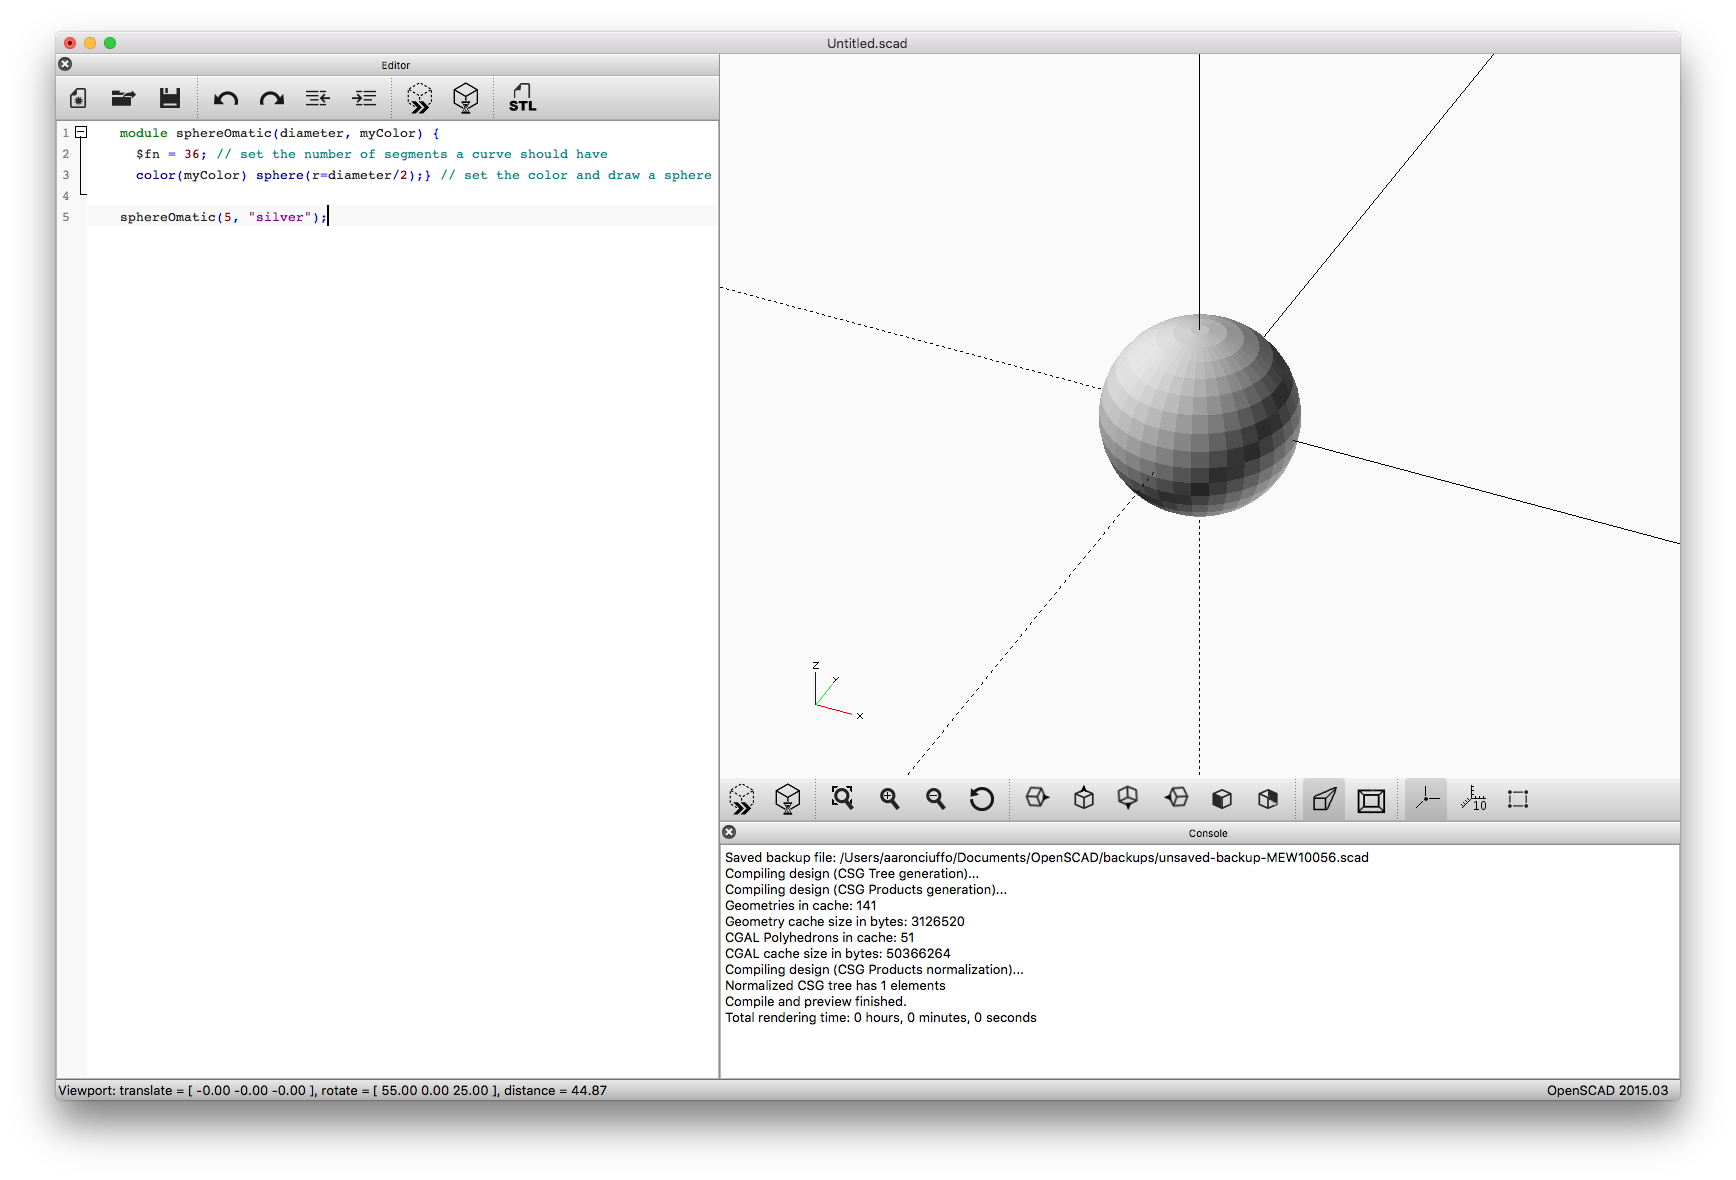 Untitled.scad
Editor
STL
1 module sphereOmatic(diameter, myColor) {
2 $fn = 36; // set the number of segments a curve should have
3 color(myColor) sphere(r=diameter/2);} // set the color and draw a sphere
4
5 sphereOmatic(5, "silver");
z
y
x
10
Console
Saved backup file: /Users/aaronciuffo/Documents/OpenSCAD/backups/unsaved-backup-MEW10056.scad
Compiling design (CSG Tree generation)...
Compiling design (CSG Products generation)...
Geometries in cache: 141
Geometry cache size in bytes: 3126520
CGAL Polyhedrons in cache: 51
CGAL cache size in bytes: 50366264
Compiling design (CSG Products normalization)...
Normalized CSG tree has 1 elements
Compile and preview finished.
Total rendering time: 0 hours, 0 minutes, 0 seconds
Viewport: translate = [ -0.00 -0.00 -0.00 ], rotate = [ 55.00 0.00 25.00 ], distance = 44.87
OpenSCAD 2015.03